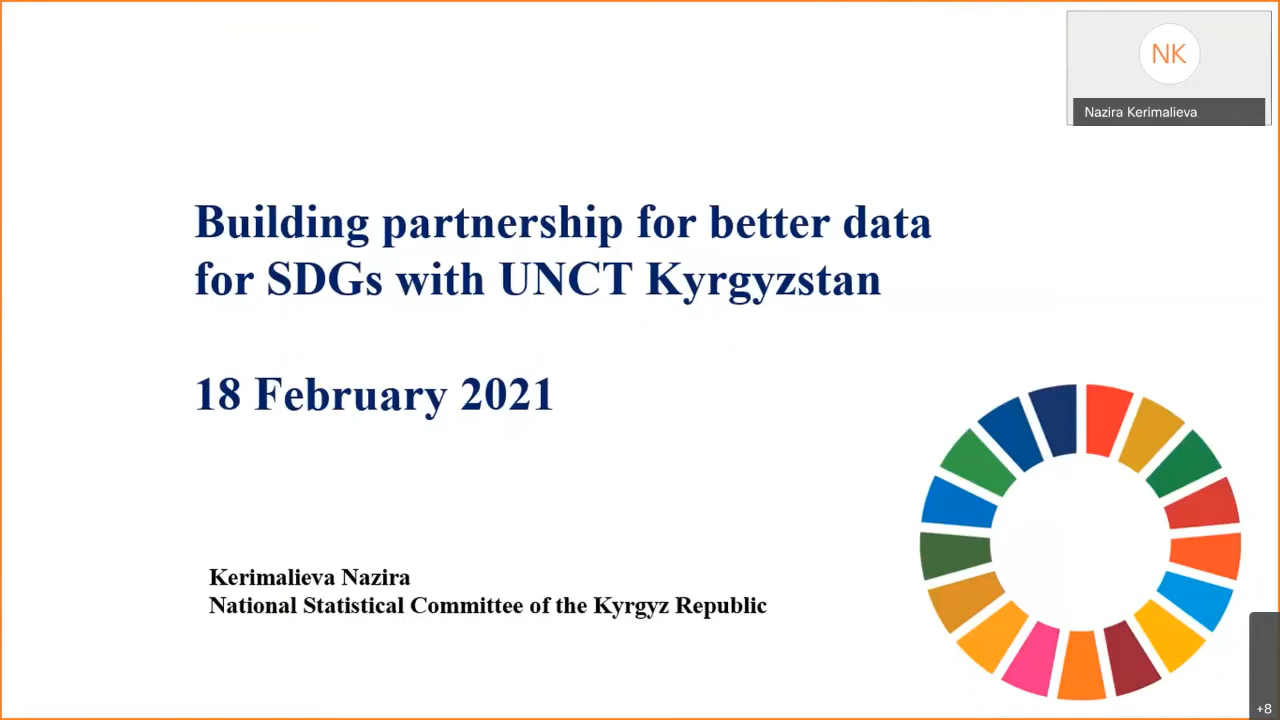 NK
Nazira Kerimalieva
Building partnership for better data
for SDGs with UNCT Kyrgyzstan
18 February 2021
Kerimalieva Nazira
National Statistical Committee of the Kyrgyz Republic
+8